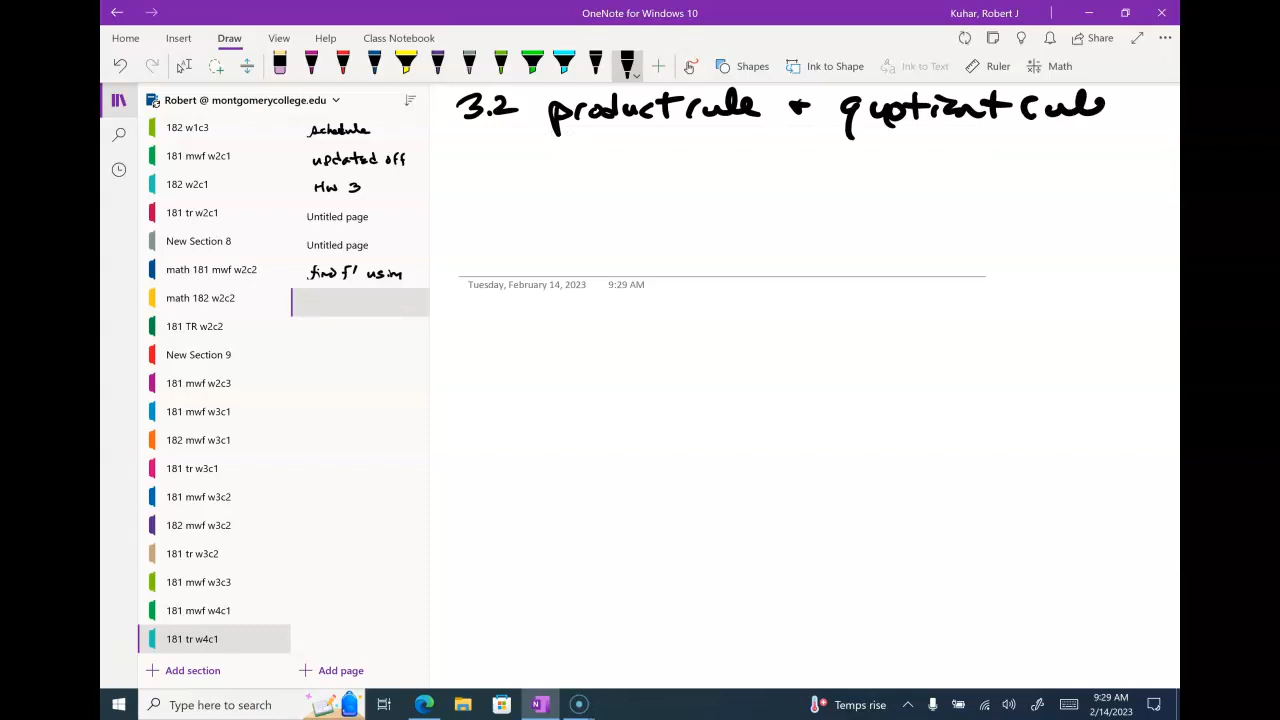 OneNote for Windows 10
Kuhar, Robert J
Home Insert Draw View Help Class Notebook
Share
Shapes Ink to Shape Ink to Text Ruler Math
Robert @ montgomerycollege.edu
182 w1c3
181 mwf w2c1
182 w2c1
181 tr w2c1
New Section 8
math 181 mwf w2c2
math 182 w2c2
181 TR w2c2
New Section 9
181 mwf w2c3
181 mwf w3c1
182 mwf w3c1
181 tr w3c1
181 mwf w3c2
182 mwf w3c2
181 tr w3c2
181 mwf w3c3
181 mwf w4c1
181 tr w4c1
Add section
schedule
updated off
HW 3
Untitled page
Untitled page
find f' using
Add page
3.2 product rule + quotient rule
Tuesday, February 14, 2023 9:29 AM
Type here to search
Temps rise
9:29 AM
2/14/2023